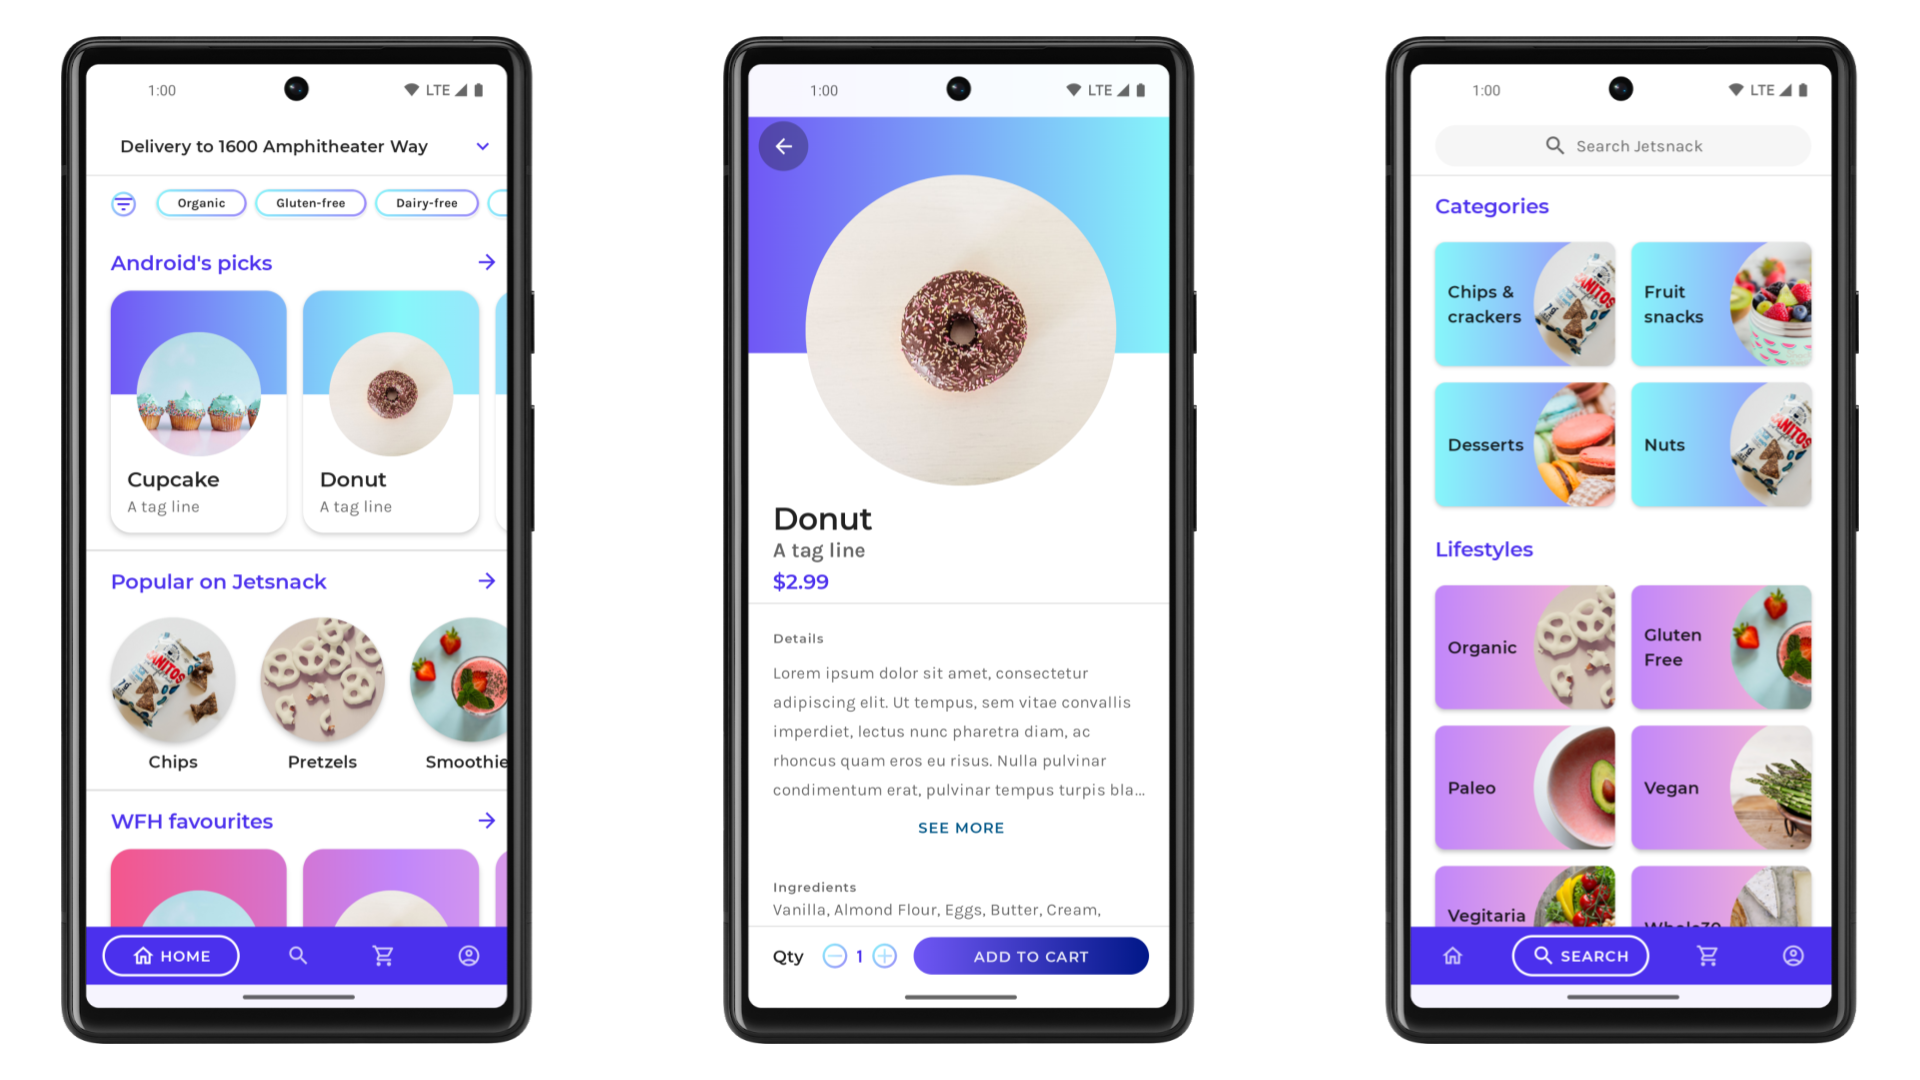 1:00
LTE
Delivery to 1600 Amphitheater Way
Organic
Gluten-free
Dairy-free
Android's picks
Cupcake
A tag line
Donut
A tag line
Popular on Jetsnack
Chips
Pretzels
Smoothie
WFH favourites
HOME
1:00
LTE
Donut
A tag line
$2.99
Details
Lorem ipsum dolor sit amet, consectetur
adipiscing elit. Ut tempus, sem vitae convallis
imperdiet, lectus nunc pharetra diam, ac
rhoncus quam eros eu risus. Nulla pulvinar
condimentum erat, pulvinar tempus turpis bla...
SEE MORE
Ingredients
Vanilla, Almond Flour, Eggs, Butter, Cream,
Qty
1
ADD TO CART
1:00
LTE
Search Jetsnack
Categories
Chips &
crackers
Fruit
snacks
Desserts
Nuts
Lifestyles
Organic
Gluten
Free
Paleo
Vegan
Vegitaria
Whole30
SEARCH